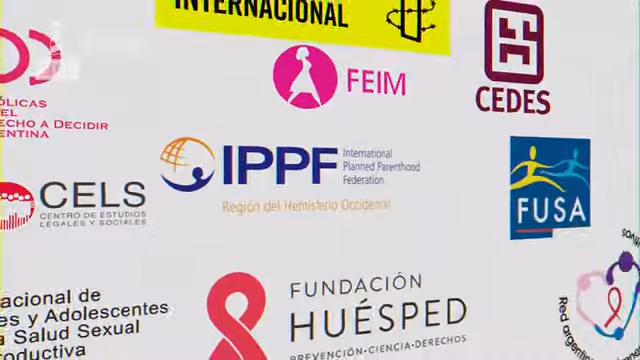 INTERNACIONAL
FEIM
CEDES
ÓLICAS
EL
ECHO A DECIDIR
ENTINA
IPPF
International
Planned Parenthood
Federation
Región del Hemisferio Occidental
FUSA
CELS
CENTRO DE ESTUDIOS
LEGALES Y SOCIALES
acional de
es y Adolescentes
a Salud Sexual
oductiva
FUNDACIÓN
HUÉSPED
PREVENCIÓN·CIENCIA·DERECHOS
Red argentina